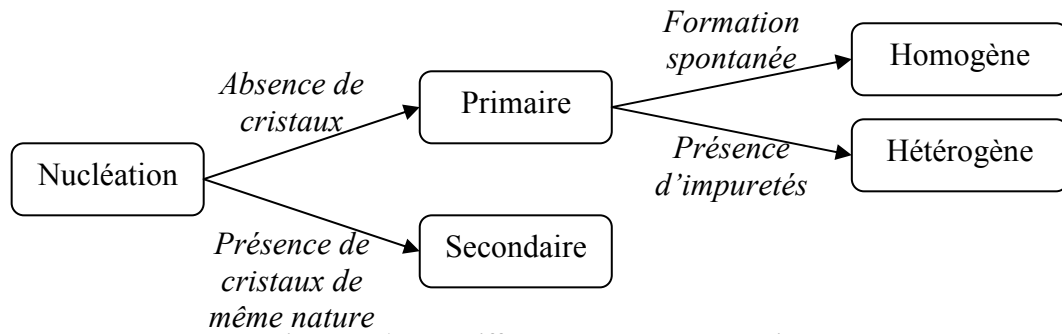 Formation
spontanée
Homogène
Absence de
cristaux
Primaire
Présence
d’impuretés
Hétérogène
Nucléation
Présence de
cristaux de
même nature
Secondaire